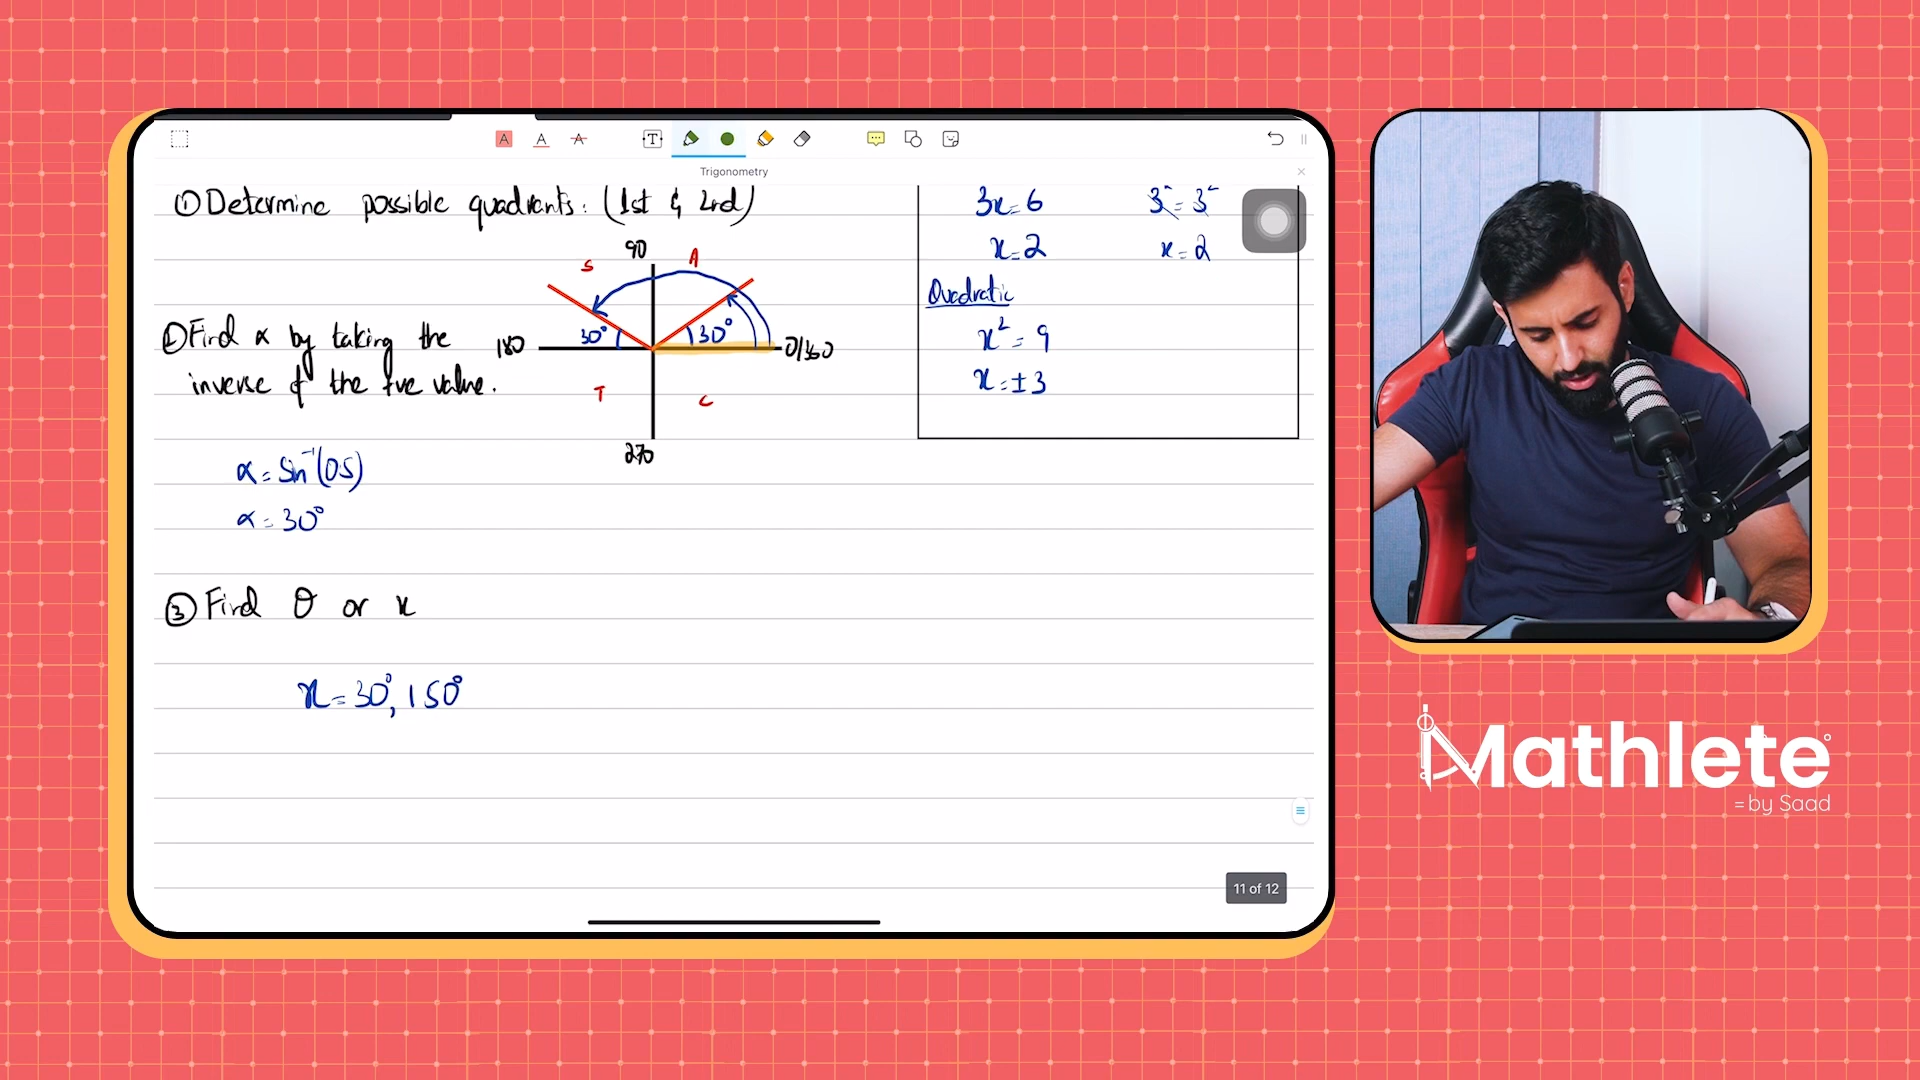 Trigonometry
① Determine possible quadrants: (1st & 2nd)
90
S
A
30°
30°
180
0/360
T
C
270
② Find α by taking the
inverse of the +ve value.
α = Sin⁻¹(0.5)
α = 30°
③ Find θ or x
x = 30°, 150°
3x = 6
x = 2
x = 2
Quadratic
x² = 9
x = ±3
11 of 12
Mathlete
= by Saad